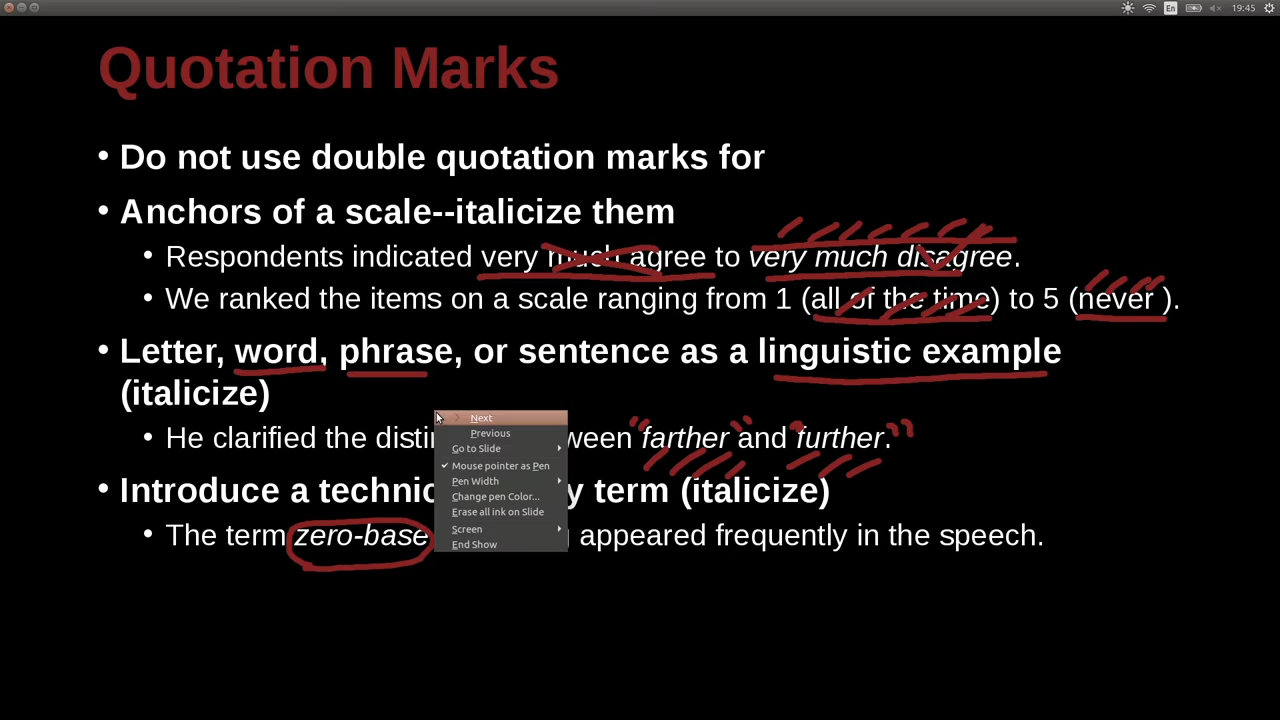 En 19:45
Quotation Marks
• Do not use double quotation marks for
• Anchors of a scale--italicize them
• Respondents indicated very much agree to very much disagree.
• We ranked the items on a scale ranging from 1 (all of the time) to 5 (never ).
• Letter, word, phrase, or sentence as a linguistic example
(italicize)
• He clarified the distin ween "farther" and "further."
• Introduce a technic y term (italicize)
• The term zero-base appeared frequently in the speech.
Next
Previous
Go to Slide
Mouse pointer as Pen
Pen Width
Change pen Color...
Erase all ink on Slide
Screen
End Show